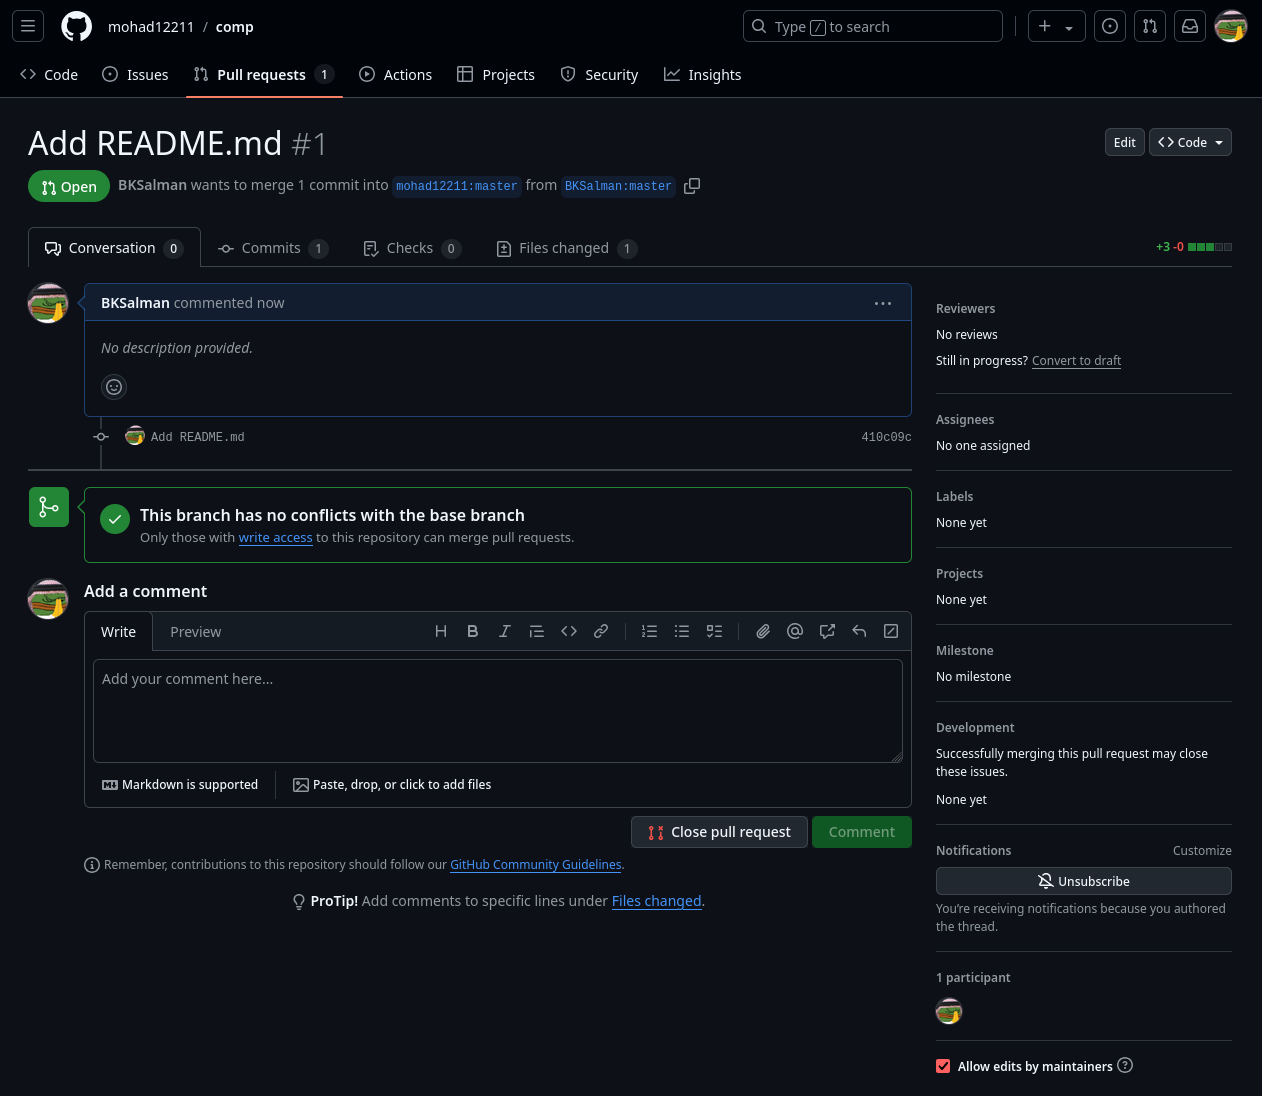 mohad12211 / comp
Type / to search
Code
Issues
Pull requests 1
Actions
Projects
Security
Insights
Add README.md #1
Edit
Code
Open
BKSalman wants to merge 1 commit into mohad12211:master from BKSalman:master
Conversation 0
Commits 1
Checks 0
Files changed 1
+3 -0
BKSalman commented now
No description provided.
Add README.md
410c09c
This branch has no conflicts with the base branch
Only those with write access to this repository can merge pull requests.
Add a comment
Write
Preview
Add your comment here...
Markdown is supported
Paste, drop, or click to add files
Close pull request
Comment
Remember, contributions to this repository should follow our GitHub Community Guidelines.
ProTip! Add comments to specific lines under Files changed.
Reviewers
No reviews
Still in progress? Convert to draft
Assignees
No one assigned
Labels
None yet
Projects
None yet
Milestone
No milestone
Development
Successfully merging this pull request may close
these issues.
None yet
Notifications
Customize
Unsubscribe
You’re receiving notifications because you authored
the thread.
1 participant
Allow edits by maintainers